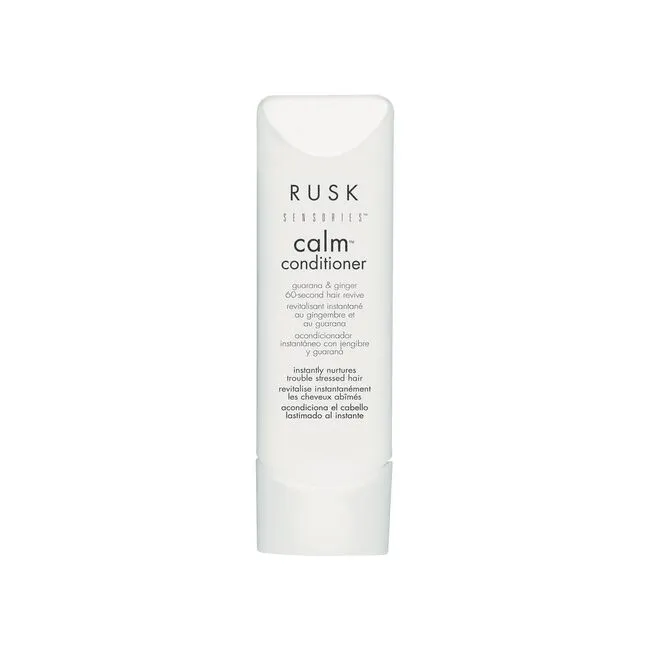 RUSK
SENSORIES™
calm™
conditioner
guarana & ginger
60-second hair revive
revitalisant instantané
au gingembre et
au guarana
acondicionador
instantáneo con jengibre
y guaraná
instantly nurtures
trouble stressed hair
revitalise instantanément
les cheveux abîmés
acondiciona el cabello
lastimado al instante